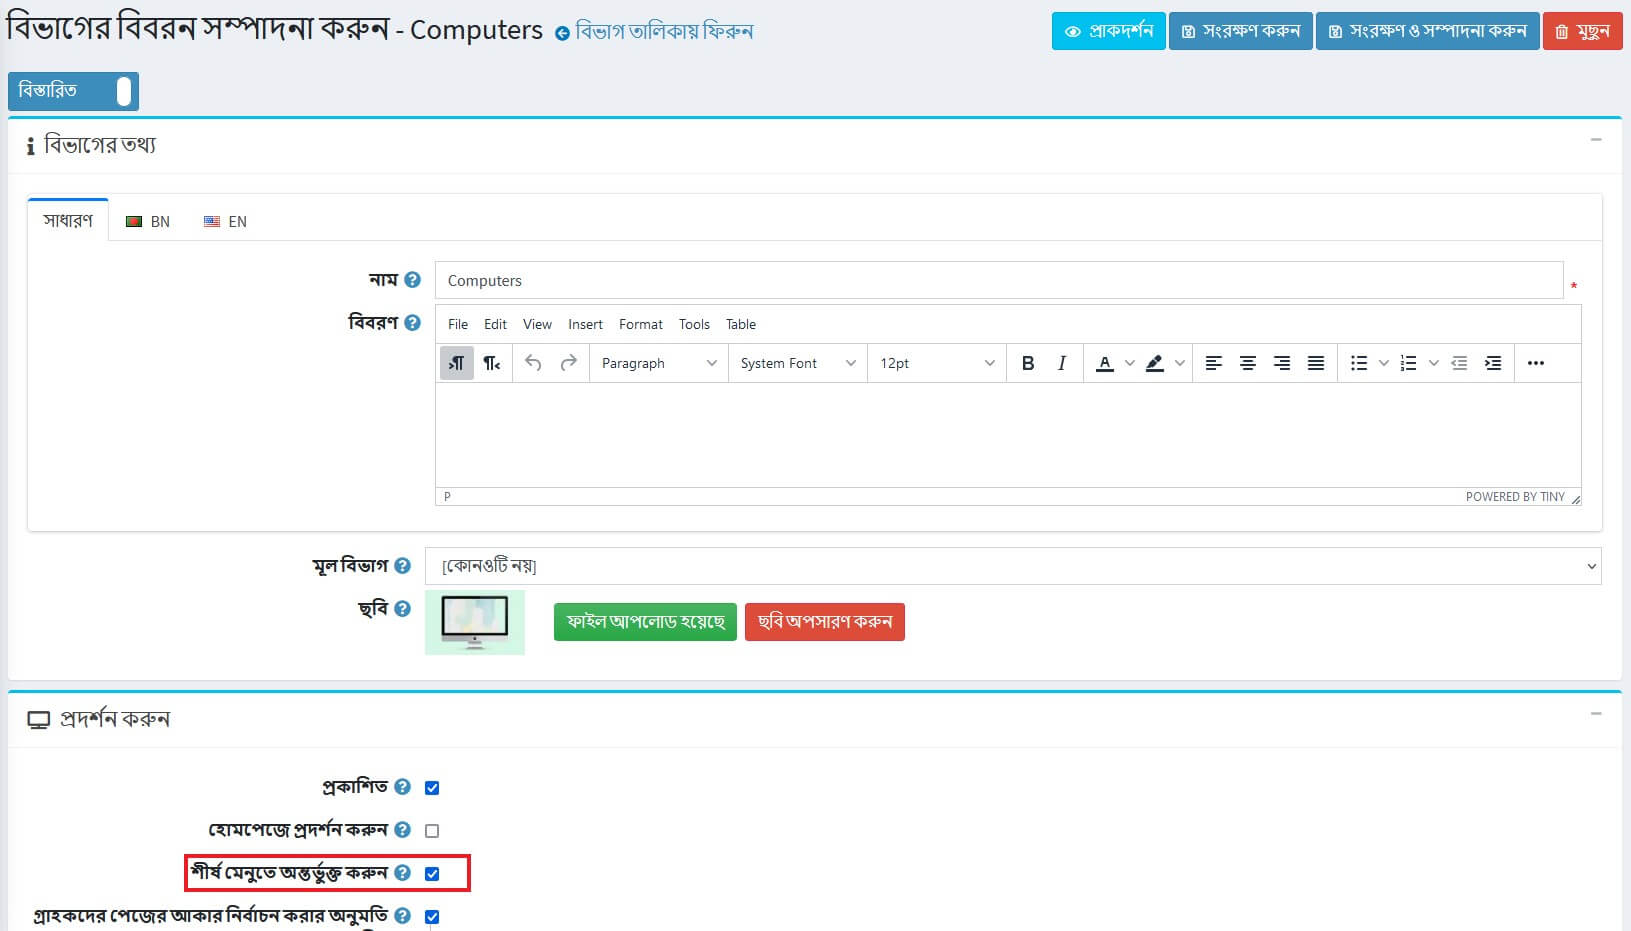 বিভাগের বিবরন সম্পাদনা করুন - Computers বিভাগ তালিকায় ফিরুন
প্রাকদর্শন সংরক্ষণ করুন সংরক্ষণ ও সম্পাদনা করুন মুছুন
বিস্তারিত
বিভাগের তথ্য
সাধারণ BN EN
নাম Computers *
বিবরণ File Edit View Insert Format Tools Table
Paragraph System Font 12pt B I A
P POWERED BY TINY
মূল বিভাগ [কোনওটি নয়]
ছবি ফাইল আপলোড হয়েছে ছবি অপসারণ করুন
প্রদর্শন করুন
প্রকাশিত
হোমপেজে প্রদর্শন করুন
শীর্ষ মেনুতে অন্তর্ভুক্ত করুন
গ্রাহকদের পেজের আকার নির্বাচন করার অনুমতি